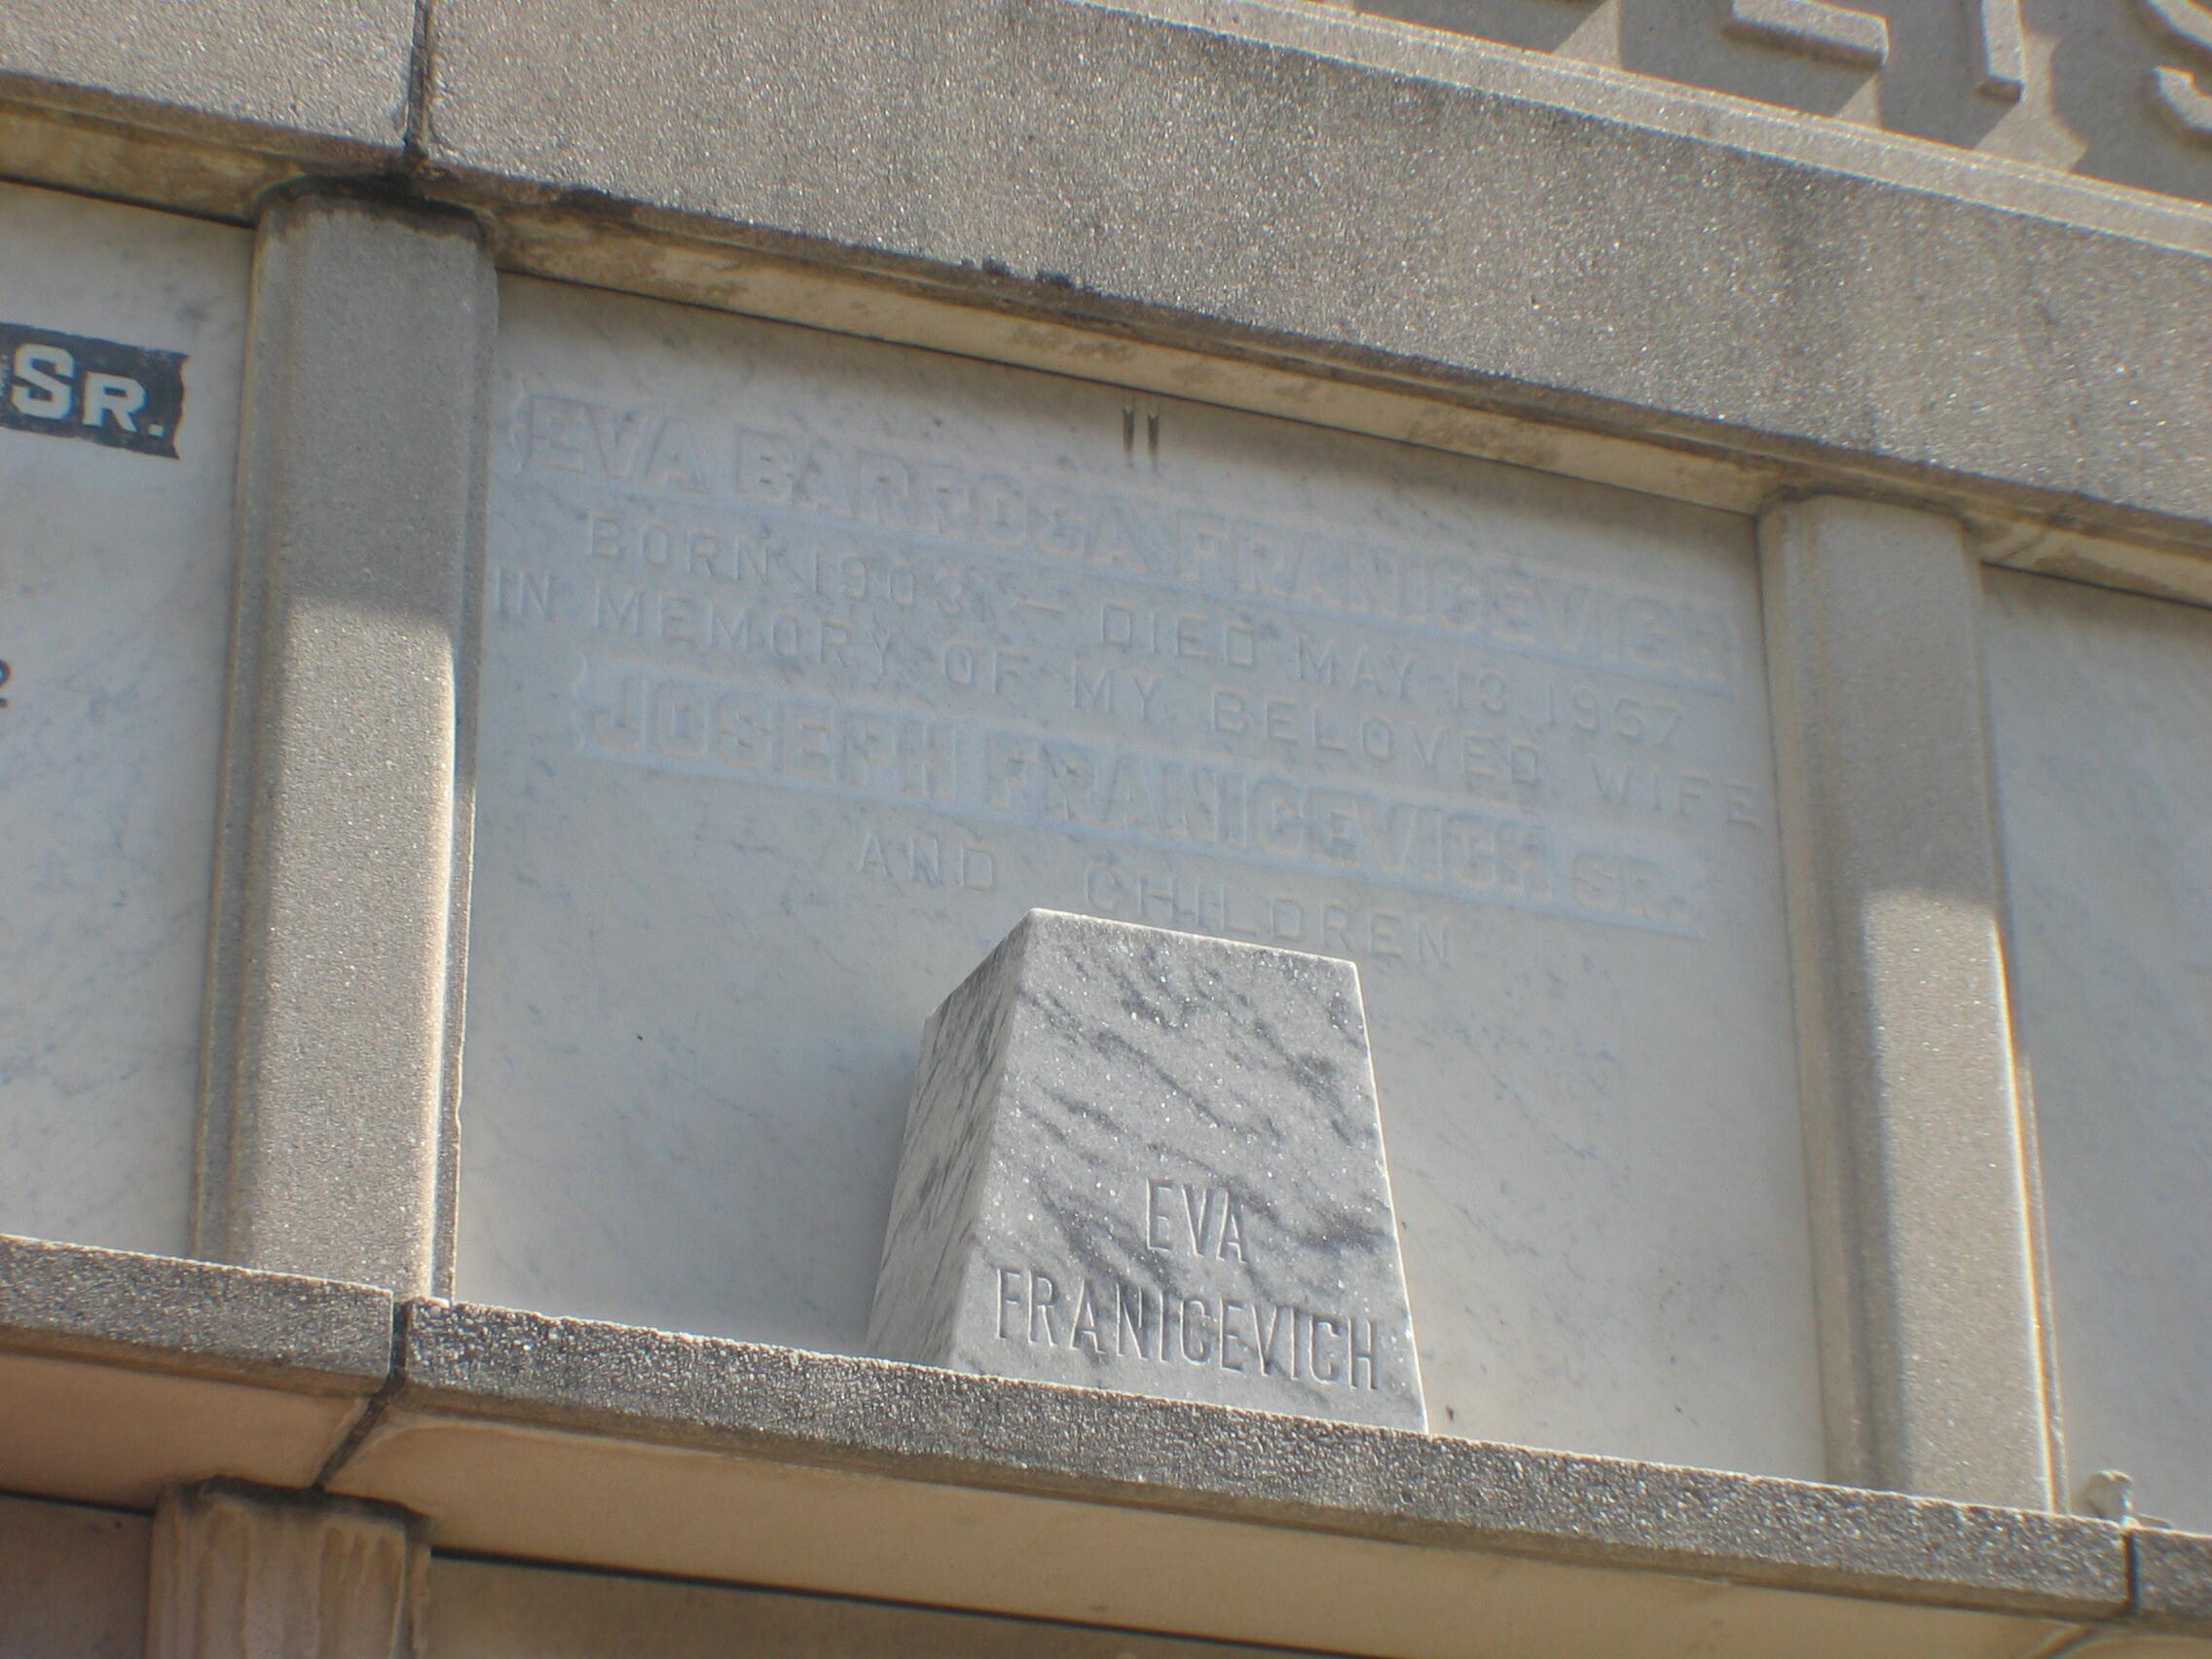 SR.
11
EVA BARROCA FRANICEVICH
BORN 1903 — DIED MAY 13 1957
IN MEMORY OF MY BELOVED WIFE
JOSEPH FRANICEVICH SR.
AND CHILDREN
EVA
FRANICEVICH